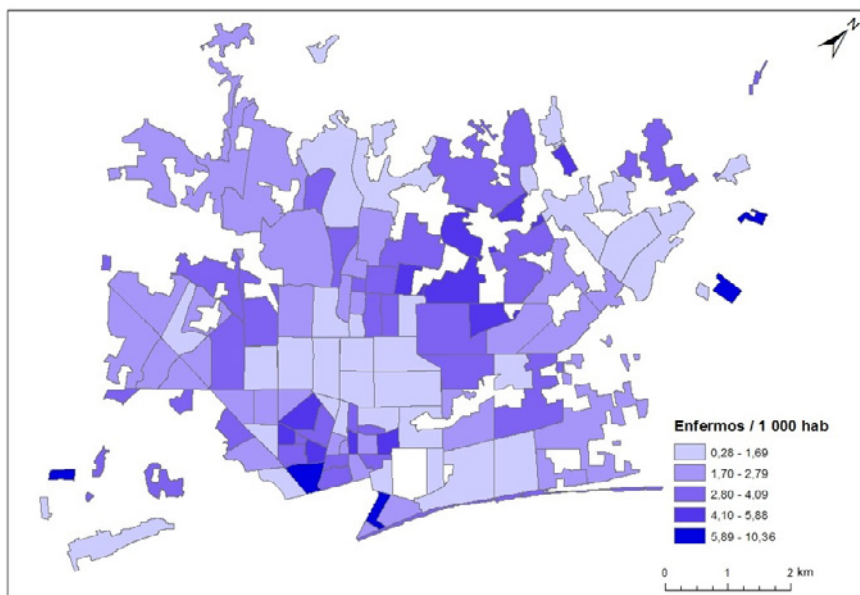 N
Enfermos / 1 000 hab
0,28 - 1,69
1,70 - 2,79
2,80 - 4,09
4,10 - 5,88
5,89 - 10,36
0 1 2 km